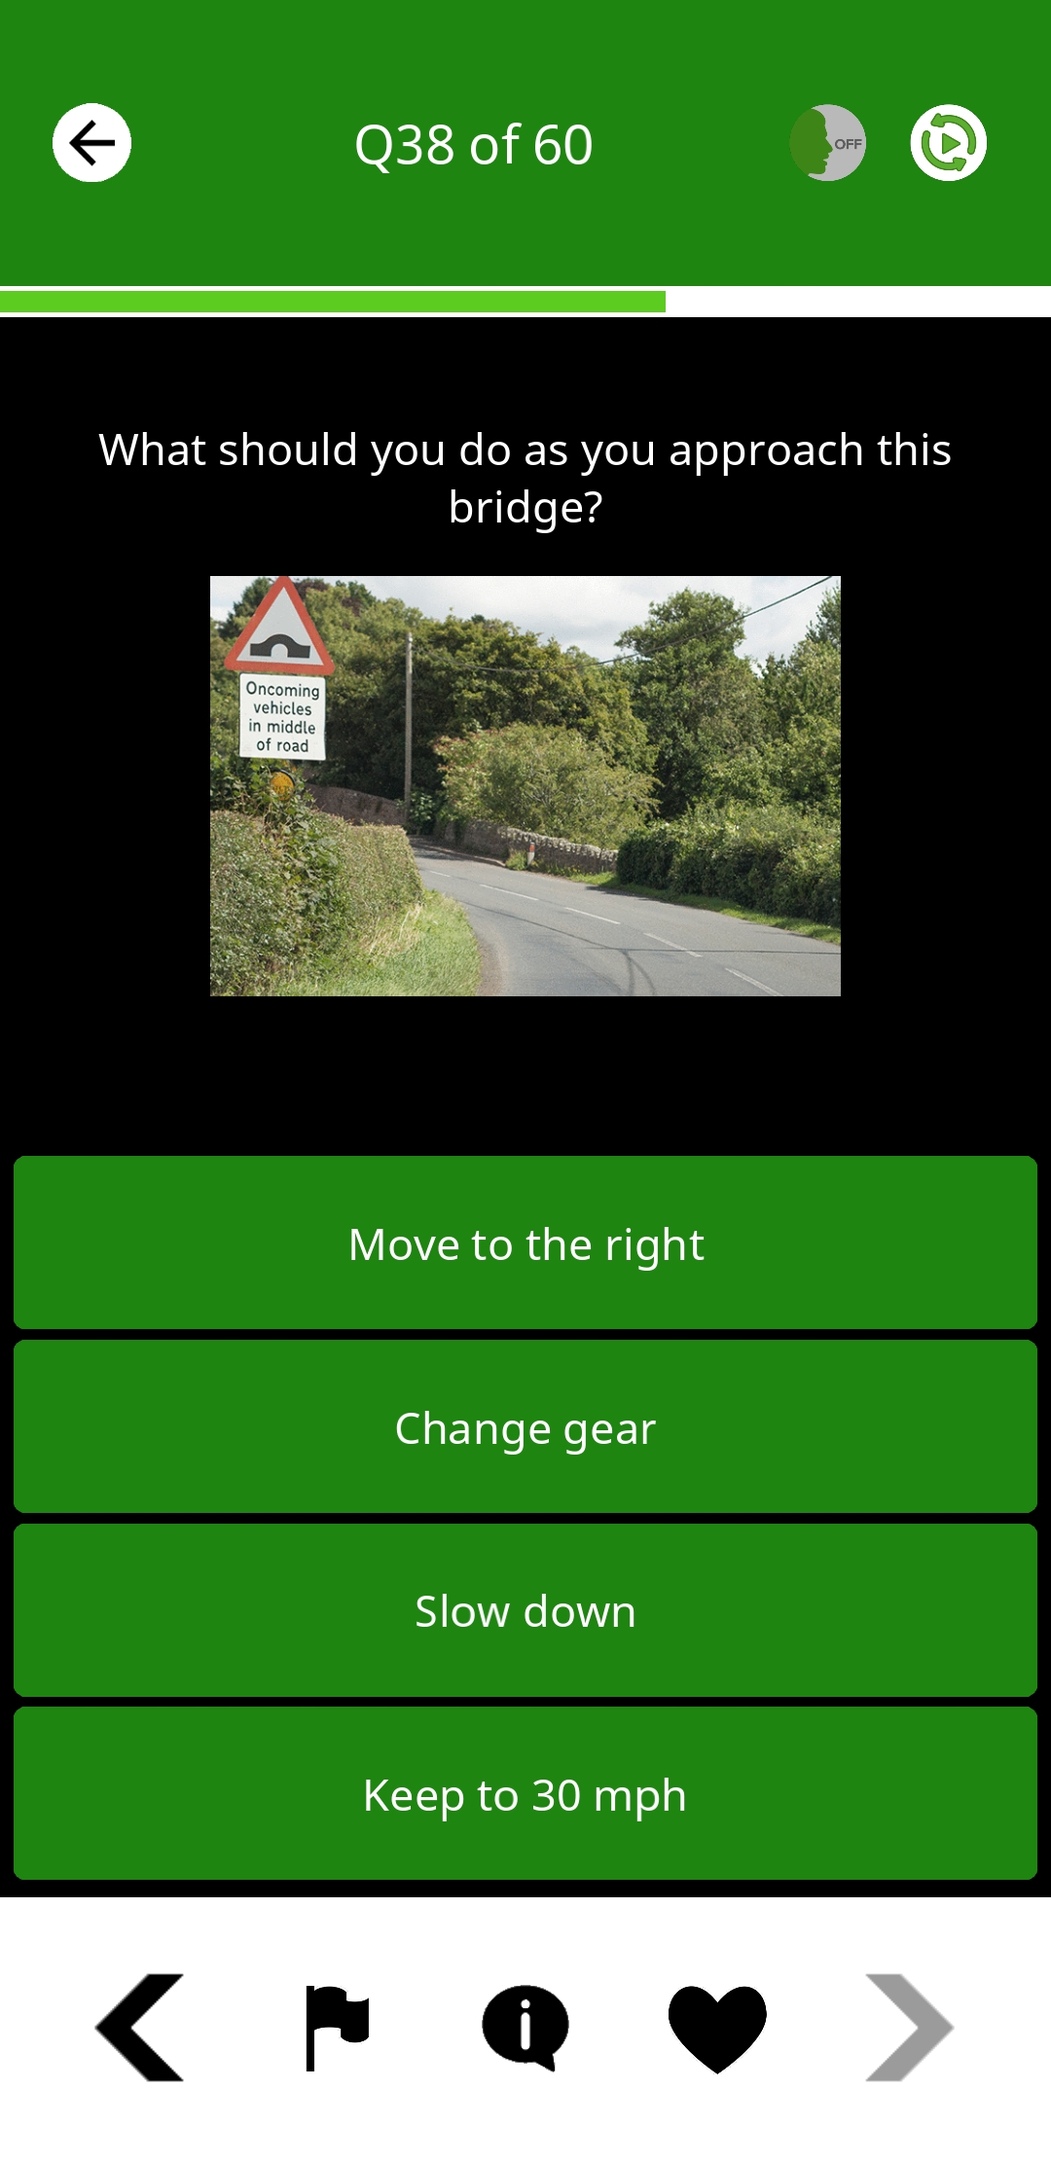 Q38 of 60
OFF
What should you do as you approach this
bridge?
Oncoming
vehicles
in middle
of road
Move to the right
Change gear
Slow down
Keep to 30 mph